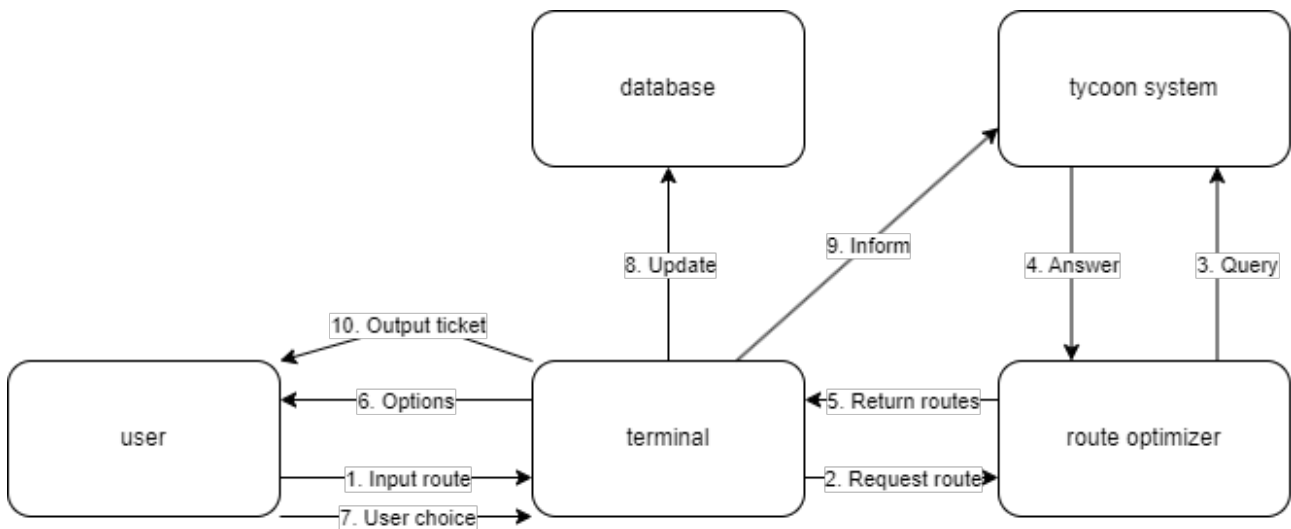 database
tycoon system
9. Inform
8. Update
4. Answer
3. Query
10. Output ticket
6. Options
5. Return routes
user
terminal
route optimizer
1. Input route
2. Request route
7. User choice